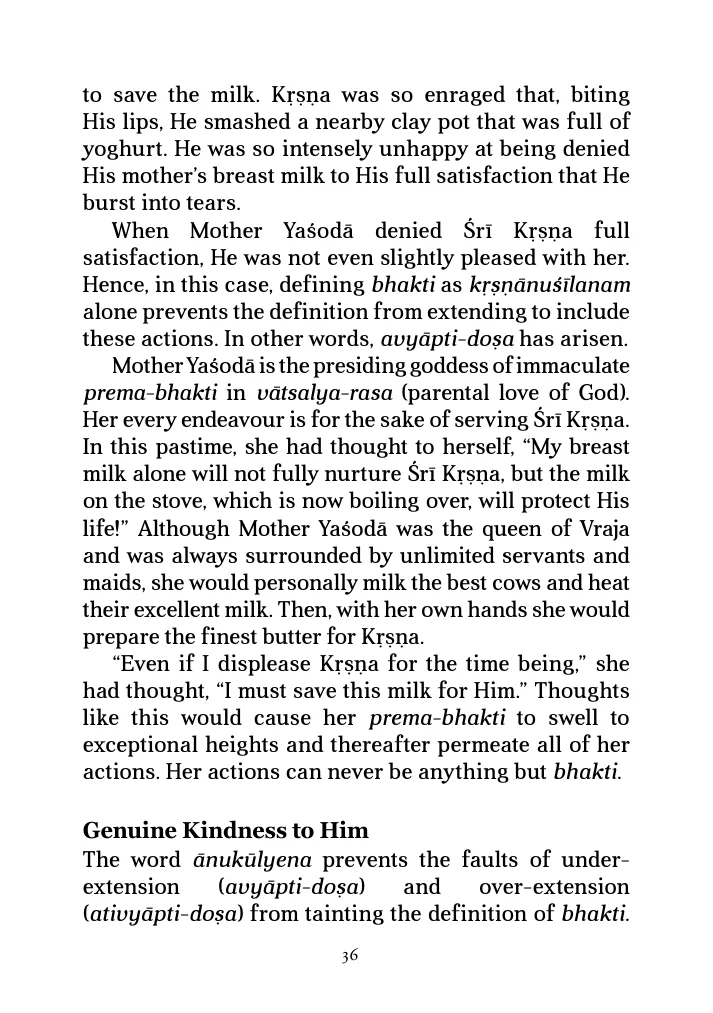 to save the milk. Kṛṣṇa was so enraged that, biting
His lips, He smashed a nearby clay pot that was full of
yoghurt. He was so intensely unhappy at being denied
His mother’s breast milk to His full satisfaction that He
burst into tears.
When Mother Yaśodā denied Śrī Kṛṣṇa full
satisfaction, He was not even slightly pleased with her.
Hence, in this case, defining bhakti as kṛṣṇānuśīlanam
alone prevents the definition from extending to include
these actions. In other words, avyāpti-doṣa has arisen.
Mother Yaśodā is the presiding goddess of immaculate
prema-bhakti in vātsalya-rasa (parental love of God).
Her every endeavour is for the sake of serving Śrī Kṛṣṇa.
In this pastime, she had thought to herself, “My breast
milk alone will not fully nurture Śrī Kṛṣṇa, but the milk
on the stove, which is now boiling over, will protect His
life!” Although Mother Yaśodā was the queen of Vraja
and was always surrounded by unlimited servants and
maids, she would personally milk the best cows and heat
their excellent milk. Then, with her own hands she would
prepare the finest butter for Kṛṣṇa.
“Even if I displease Kṛṣṇa for the time being,” she
had thought, “I must save this milk for Him.” Thoughts
like this would cause her prema-bhakti to swell to
exceptional heights and thereafter permeate all of her
actions. Her actions can never be anything but bhakti.
Genuine Kindness to Him
The word ānukūlyena prevents the faults of under-
extension (avyāpti-doṣa) and over-extension
(ativyāpti-doṣa) from tainting the definition of bhakti.
36